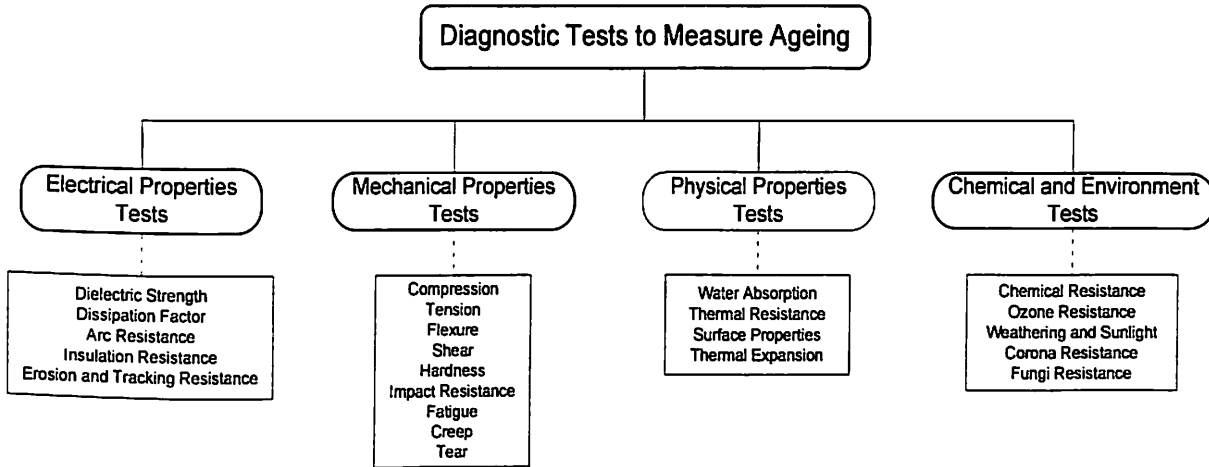 Diagnostic Tests to Measure Ageing
Electrical Properties
Tests
Dielectric Strength
Dissipation Factor
Arc Resistance
Insulation Resistance
Erosion and Tracking Resistance
Mechanical Properties
Tests
Compression
Tension
Flexure
Shear
Hardness
Impact Resistance
Fatigue
Creep
Tear
Physical Properties
Tests
Water Absorption
Thermal Resistance
Surface Properties
Thermal Expansion
Chemical and Environment
Tests
Chemical Resistance
Ozone Resistance
Weathering and Sunlight
Corona Resistance
Fungi Resistance